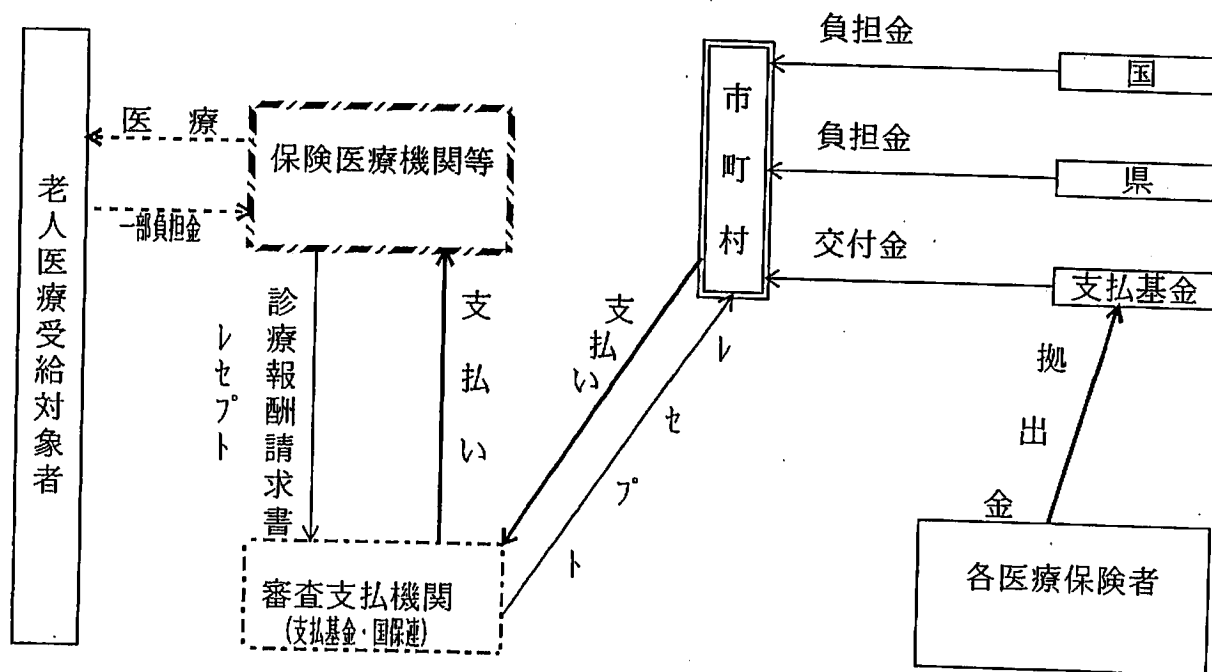 老人医療受給対象者
医療
一部負担金
保険医療機関等
レセプト
診療報酬請求書
支払い
審査支払機関
(支払基金・国保連)
支払い
レセプト
市町村
負担金
国
負担金
県
交付金
支払基金
拠出金
各医療保険者